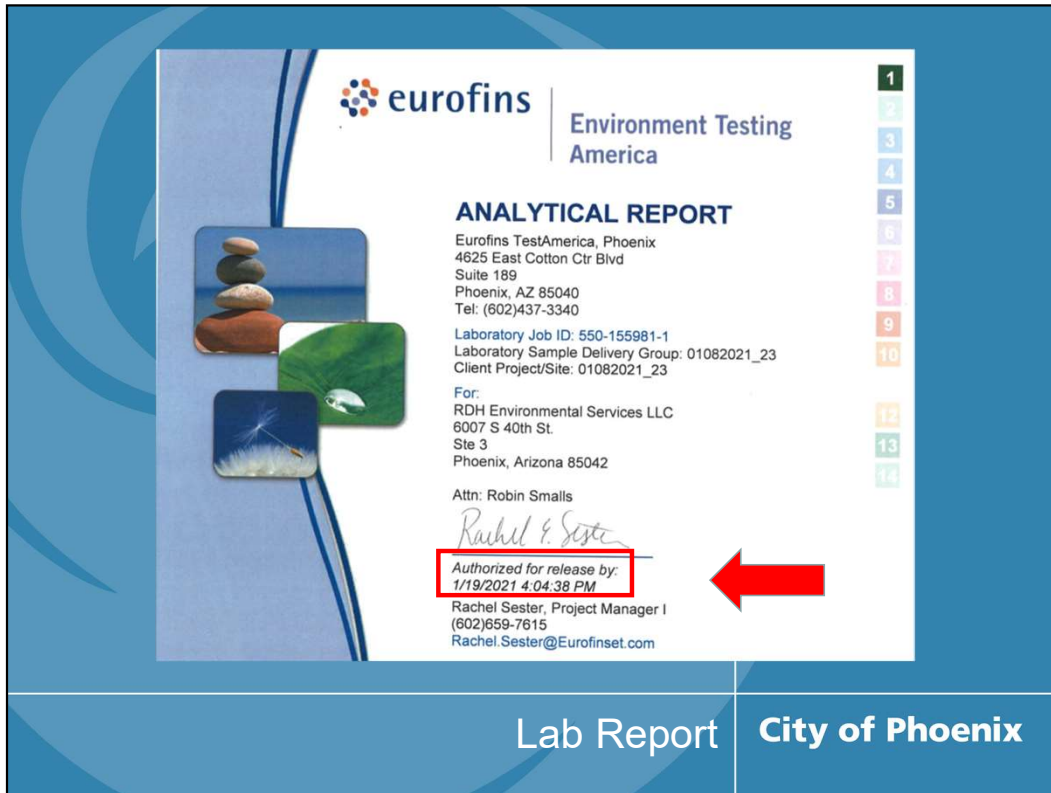 eurofins
Environment Testing
America
ANALYTICAL REPORT
Eurofins TestAmerica, Phoenix
4625 East Cotton Ctr Blvd
Suite 189
Phoenix, AZ 85040
Tel: (602)437-3340
Laboratory Job ID: 550-155981-1
Laboratory Sample Delivery Group: 01082021_23
Client Project/Site: 01082021_23
For:
RDH Environmental Services LLC
6007 S 40th St.
Ste 3
Phoenix, Arizona 85042
Attn: Robin Smalls
Rachel E. Sester
Authorized for release by:
1/19/2021 4:04:38 PM
Rachel Sester, Project Manager I
(602)659-7615
Rachel.Sester@Eurofinset.com
1
2
3
4
5
6
7
8
9
10
12
13
14
Lab Report
City of Phoenix